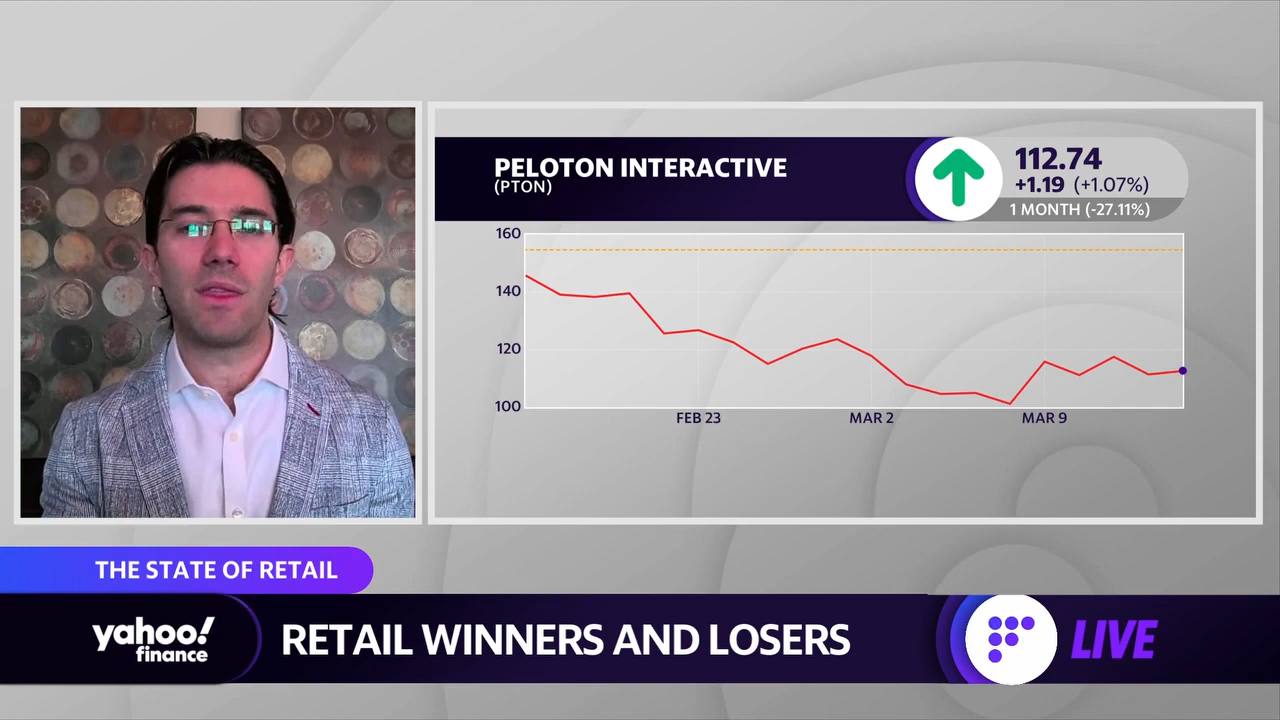 PELOTON INTERACTIVE
(PTON)
112.74
+1.19 (+1.07%)
1 MONTH (-27.11%)
160
140
120
100
FEB 23
MAR 2
MAR 9
THE STATE OF RETAIL
yahoo!
finance
RETAIL WINNERS AND LOSERS
LIVE